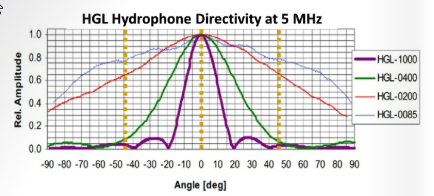 HGL Hydrophone Directivity at 5 MHz
Rel. Amplitude
1.0
0.8
0.6
0.4
0.2
0.0
-90 -80 -70 -60 -50 -40 -30 -20 -10 0 10 20 30 40 50 60 70 80 90
Angle [deg]
HGL-1000
HGL-0400
HGL-0200
HGL-0085